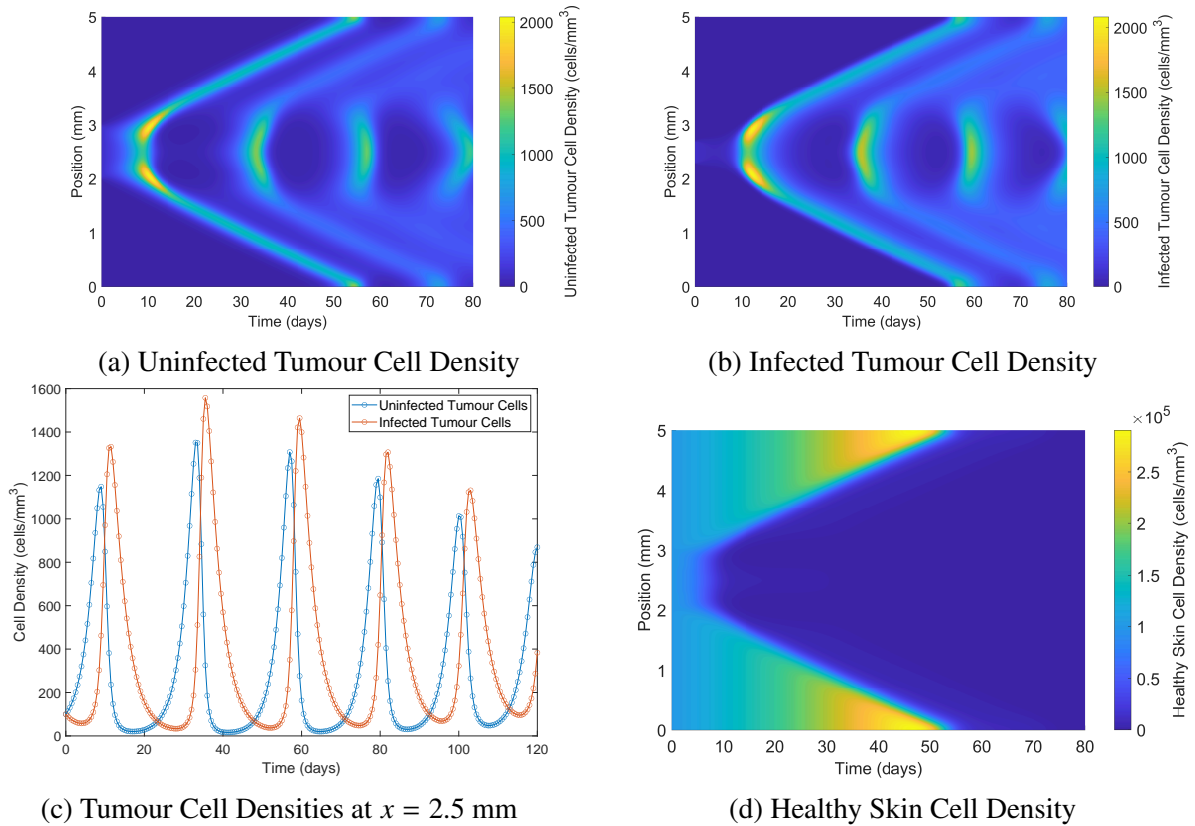 5
4
3
2
1
0
Position (mm)
0 10 20 30 40 50 60 70 80
Time (days)
2000
1500
1000
500
0
Uninfected Tumour Cell Density (cells/mm³)
(a) Uninfected Tumour Cell Density
5
4
3
2
1
0
Position (mm)
0 10 20 30 40 50 60 70 80
Time (days)
2000
1500
1000
500
0
Infected Tumour Cell Density (cells/mm³)
(b) Infected Tumour Cell Density
1600
1400
1200
1000
800
600
400
200
0
Cell Density (cells/mm³)
Uninfected Tumour Cells
Infected Tumour Cells
0 20 40 60 80 100 120
Time (days)
(c) Tumour Cell Densities at x = 2.5 mm
5
4
3
2
1
0
Position (mm)
0 10 20 30 40 50 60 70 80
Time (days)
×10⁵
2.5
2
1.5
1
0.5
0
Healthy Skin Cell Density (cells/mm³)
(d) Healthy Skin Cell Density